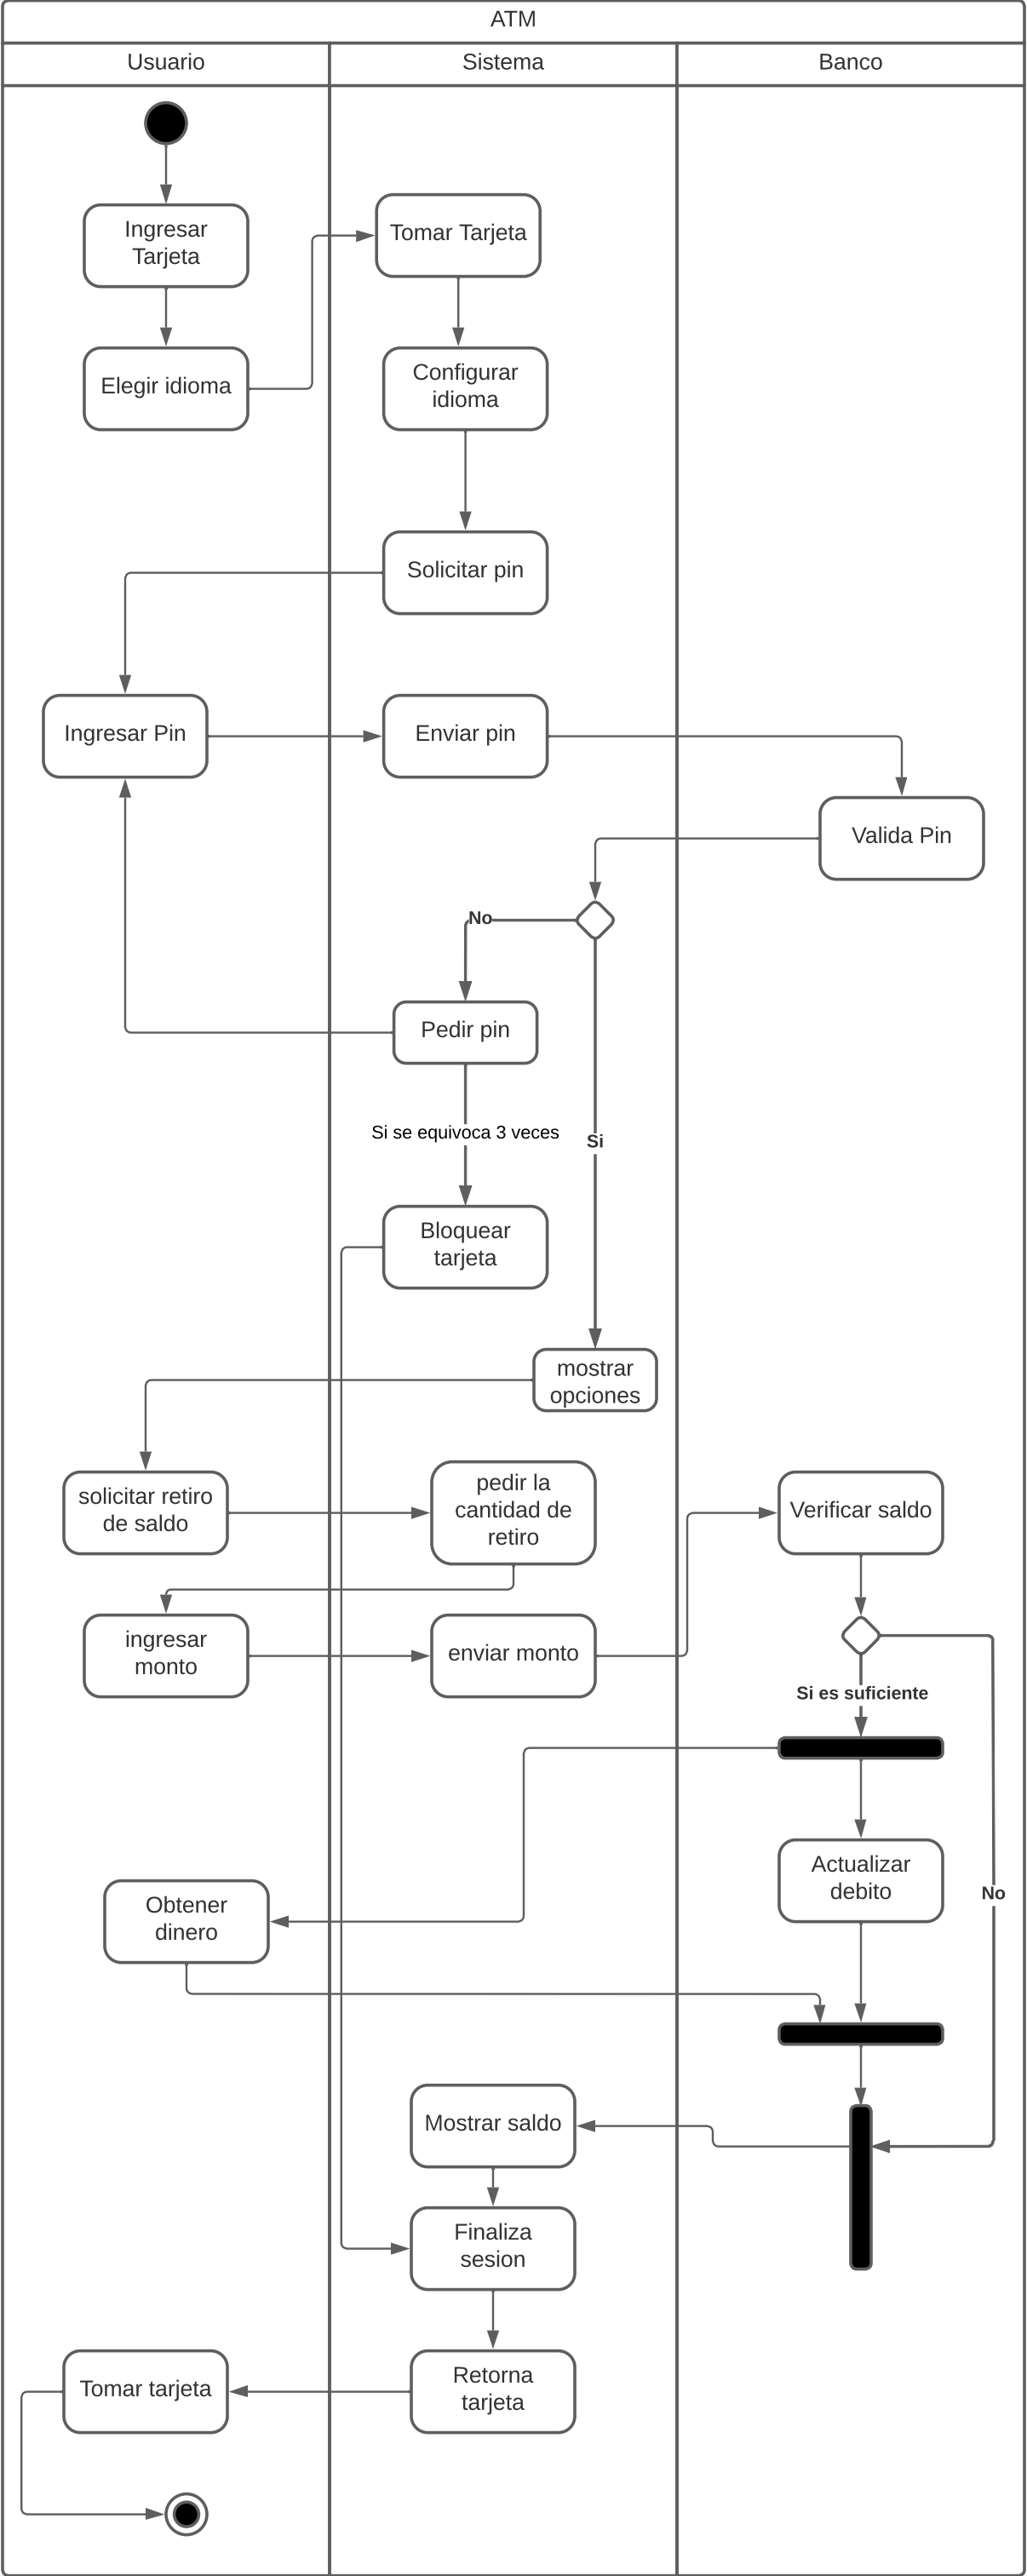 ATM
Usuario
Sistema
Banco
Ingresar
Tarjeta
Tomar Tarjeta
Elegir idioma
Configurar
idioma
Solicitar pin
Ingresar Pin
Enviar pin
Valida Pin
No
Pedir pin
Si se equivoca 3 veces
Si
Bloquear
tarjeta
mostrar
opciones
solicitar retiro
de saldo
pedir la
cantidad de
retiro
Verificar saldo
ingresar
monto
enviar monto
Si es suficiente
Actualizar
debito
No
Obtener
dinero
Mostrar saldo
Finaliza
sesion
Retorna
tarjeta
Tomar tarjeta